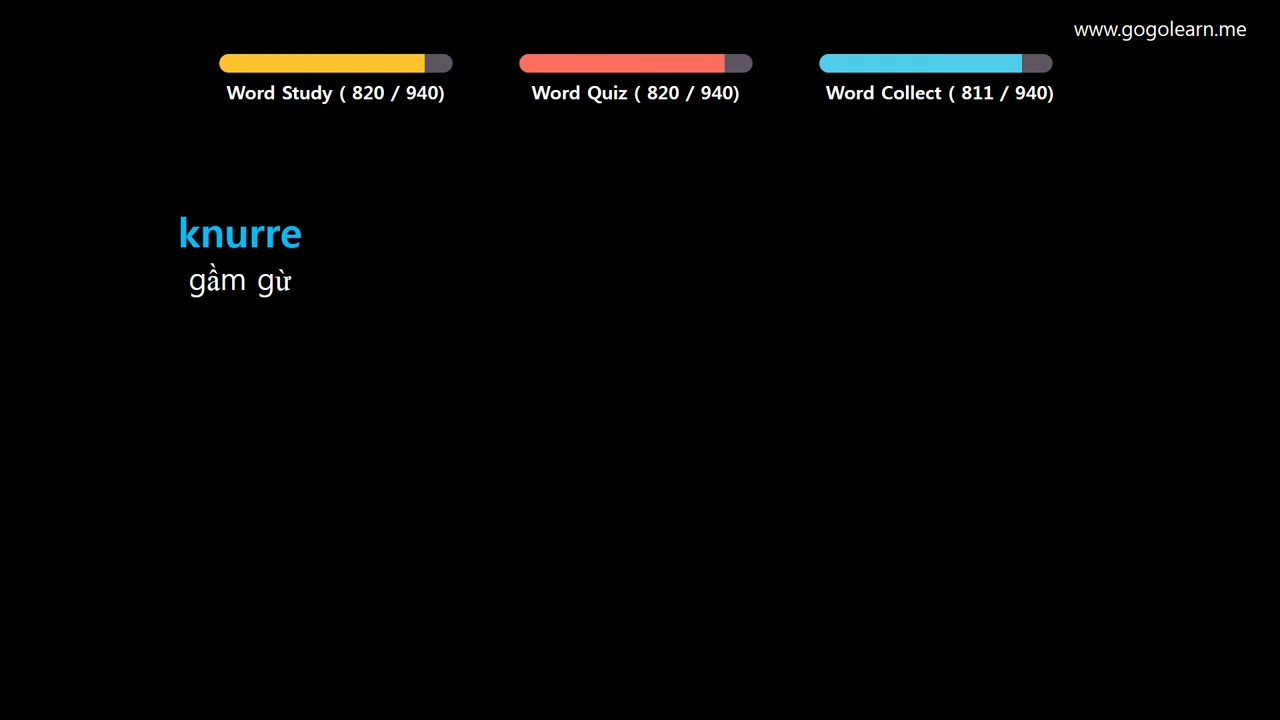 www.gogolearn.me
Word Study ( 820 / 940)
Word Quiz ( 820 / 940)
Word Collect ( 811 / 940)
knurre
gầm gừ